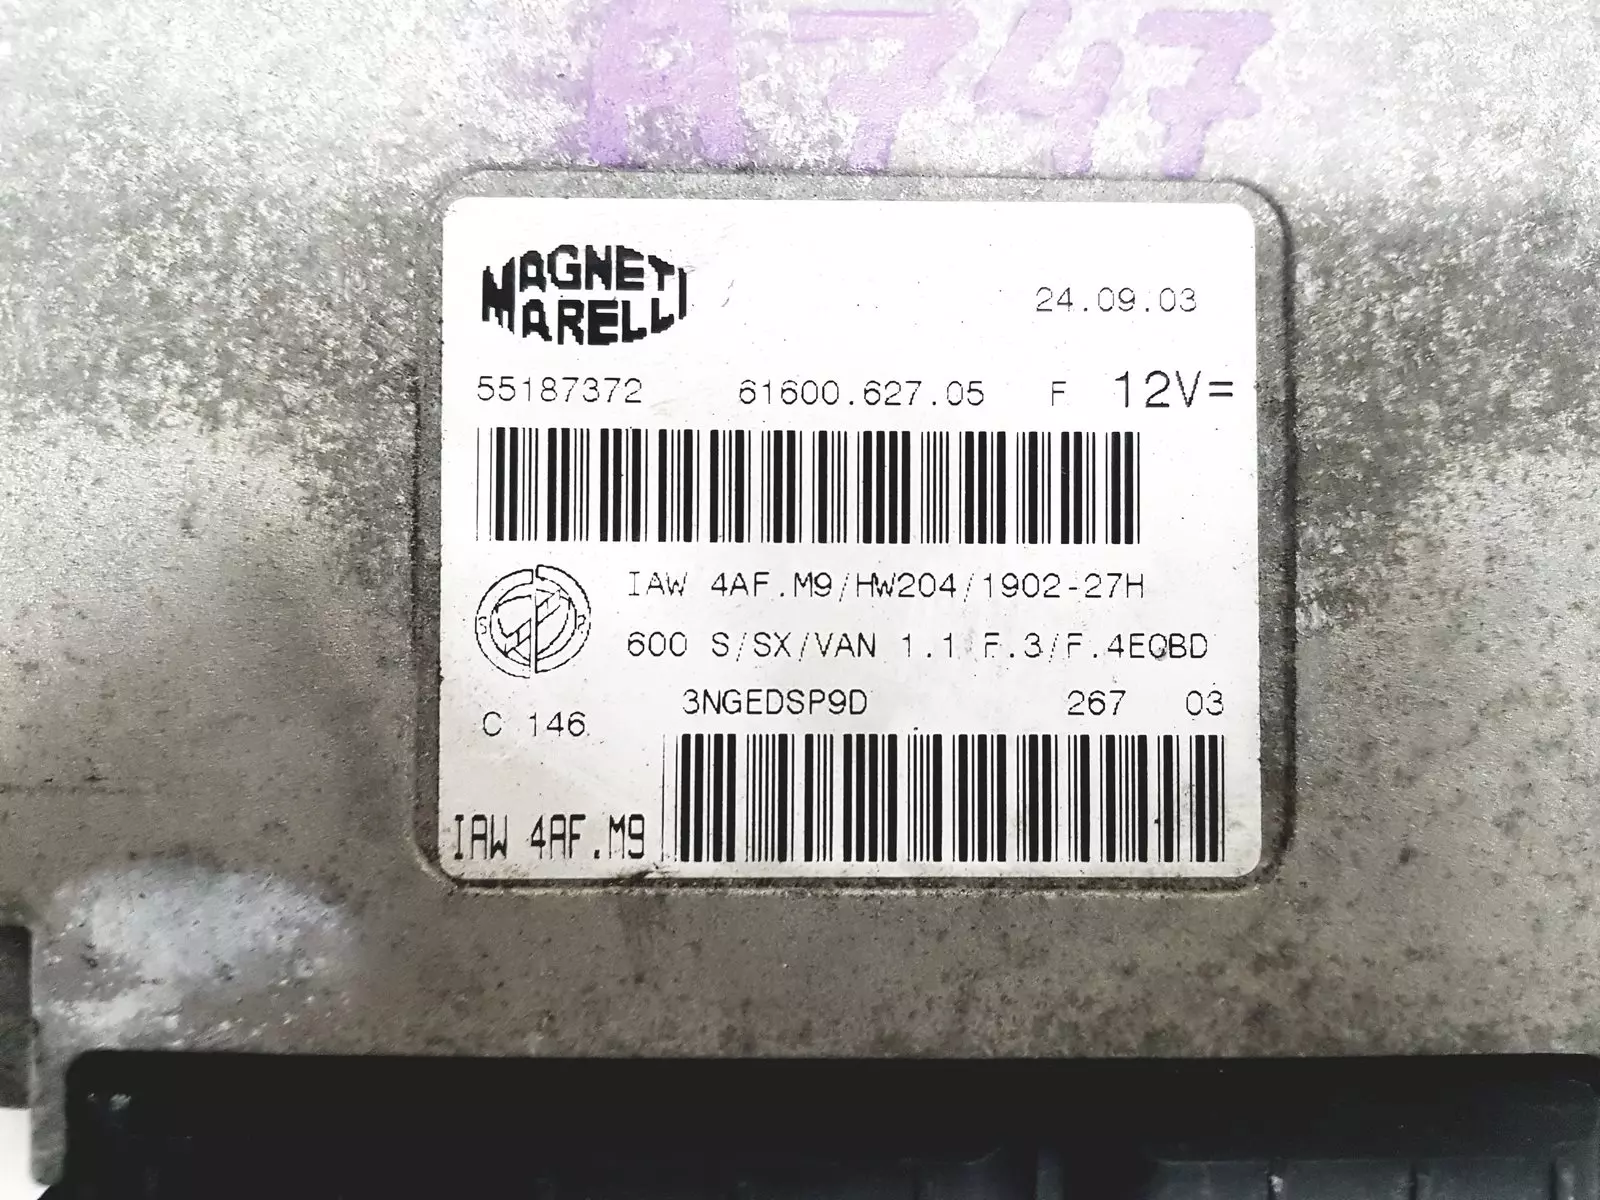 A747
MAGNETI
MARELLI
24.09.03
55187372 61600.627.05 F 12V=
IAW 4AF.M9/HW204/1902-27H
600 S/SX/VAN 1.1 F.3/F.4EOBD
3NGEDSP9D 267 03
C 146
IAW 4AF.M9